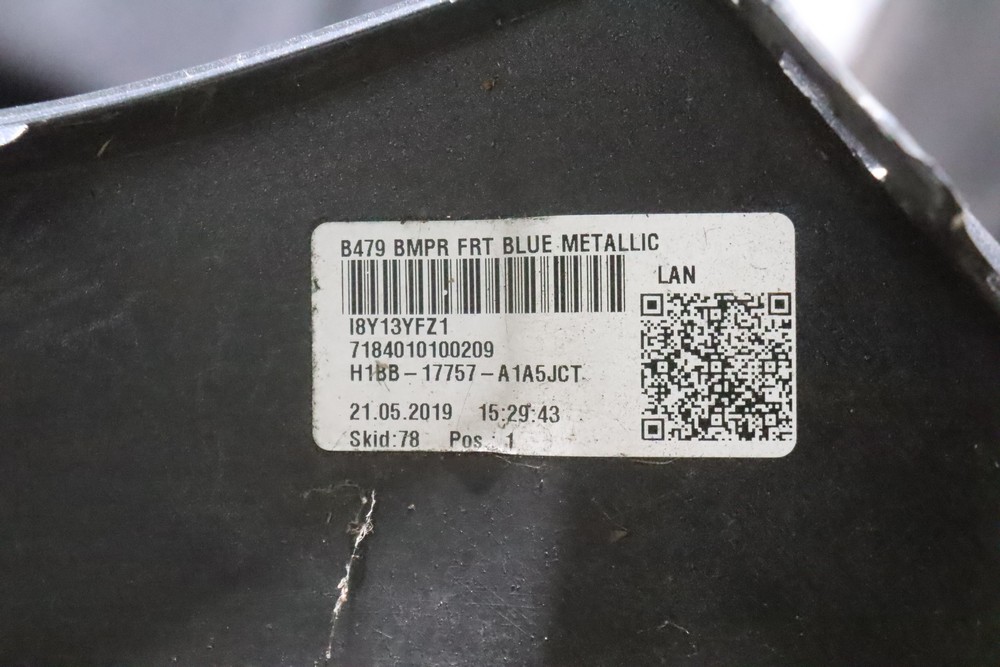 B479 BMPR FRT BLUE METALLIC
LAN
I8Y13YFZ1
7184010100209
H1BB-17757-A1A5JCT
21.05.2019 15:29:43
Skid:78 Pos.: 1